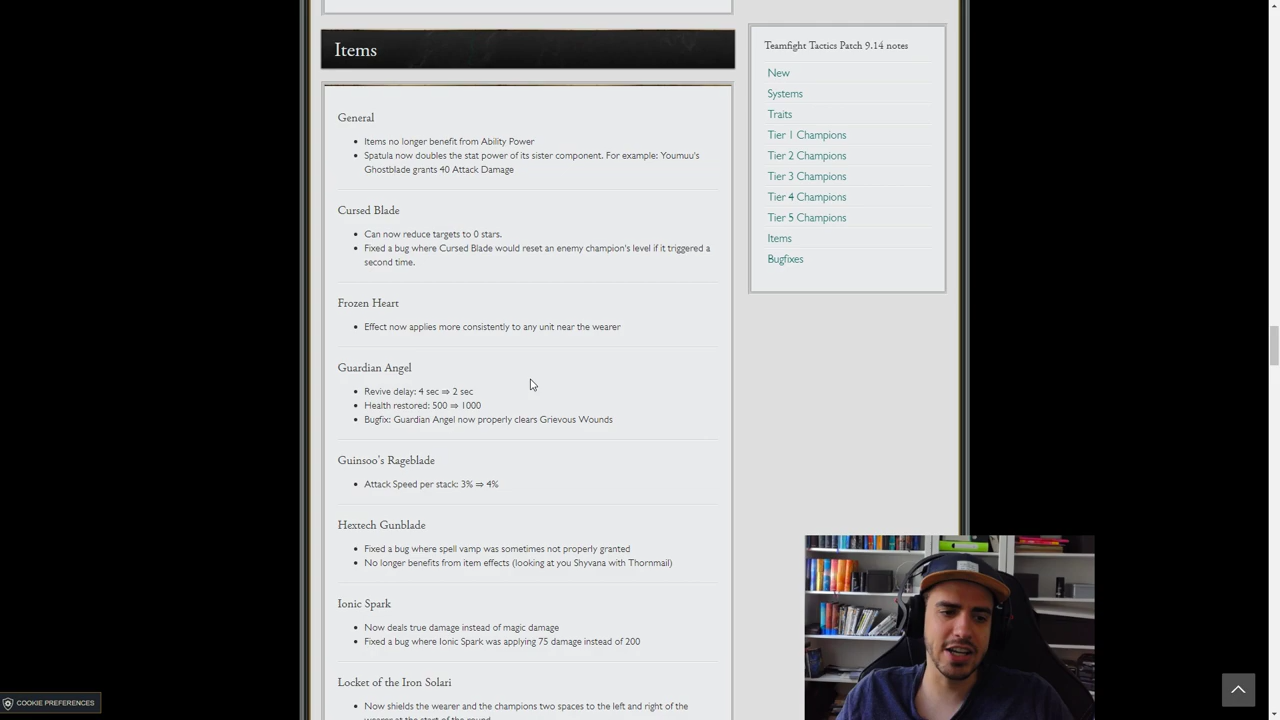 Items
General
Items no longer benefit from Ability Power
Spatula now doubles the stat power of its sister component. For example: Youmuu's
Ghostblade grants 40 Attack Damage
Cursed Blade
Can now reduce targets to 0 stars.
Fixed a bug where Cursed Blade would reset an enemy champion's level if it triggered a
second time.
Frozen Heart
Effect now applies more consistently to any unit near the wearer
Guardian Angel
Revive delay: 4 sec ⇒ 2 sec
Health restored: 500 ⇒ 1000
Bugfix: Guardian Angel now properly clears Grievous Wounds
Guinsoo's Rageblade
Attack Speed per stack: 3% ⇒ 4%
Hextech Gunblade
Fixed a bug where spell vamp was sometimes not properly granted
No longer benefits from item effects (looking at you Shyvana with Thornmail)
Ionic Spark
Now deals true damage instead of magic damage
Fixed a bug where Ionic Spark was applying 75 damage instead of 200
Locket of the Iron Solari
Now shields the wearer and the champions two spaces to the left and right of the
wearer at the start of the round
Teamfight Tactics Patch 9.14 notes
New
Systems
Traits
Tier 1 Champions
Tier 2 Champions
Tier 3 Champions
Tier 4 Champions
Tier 5 Champions
Items
Bugfixes
COOKIE PREFERENCES